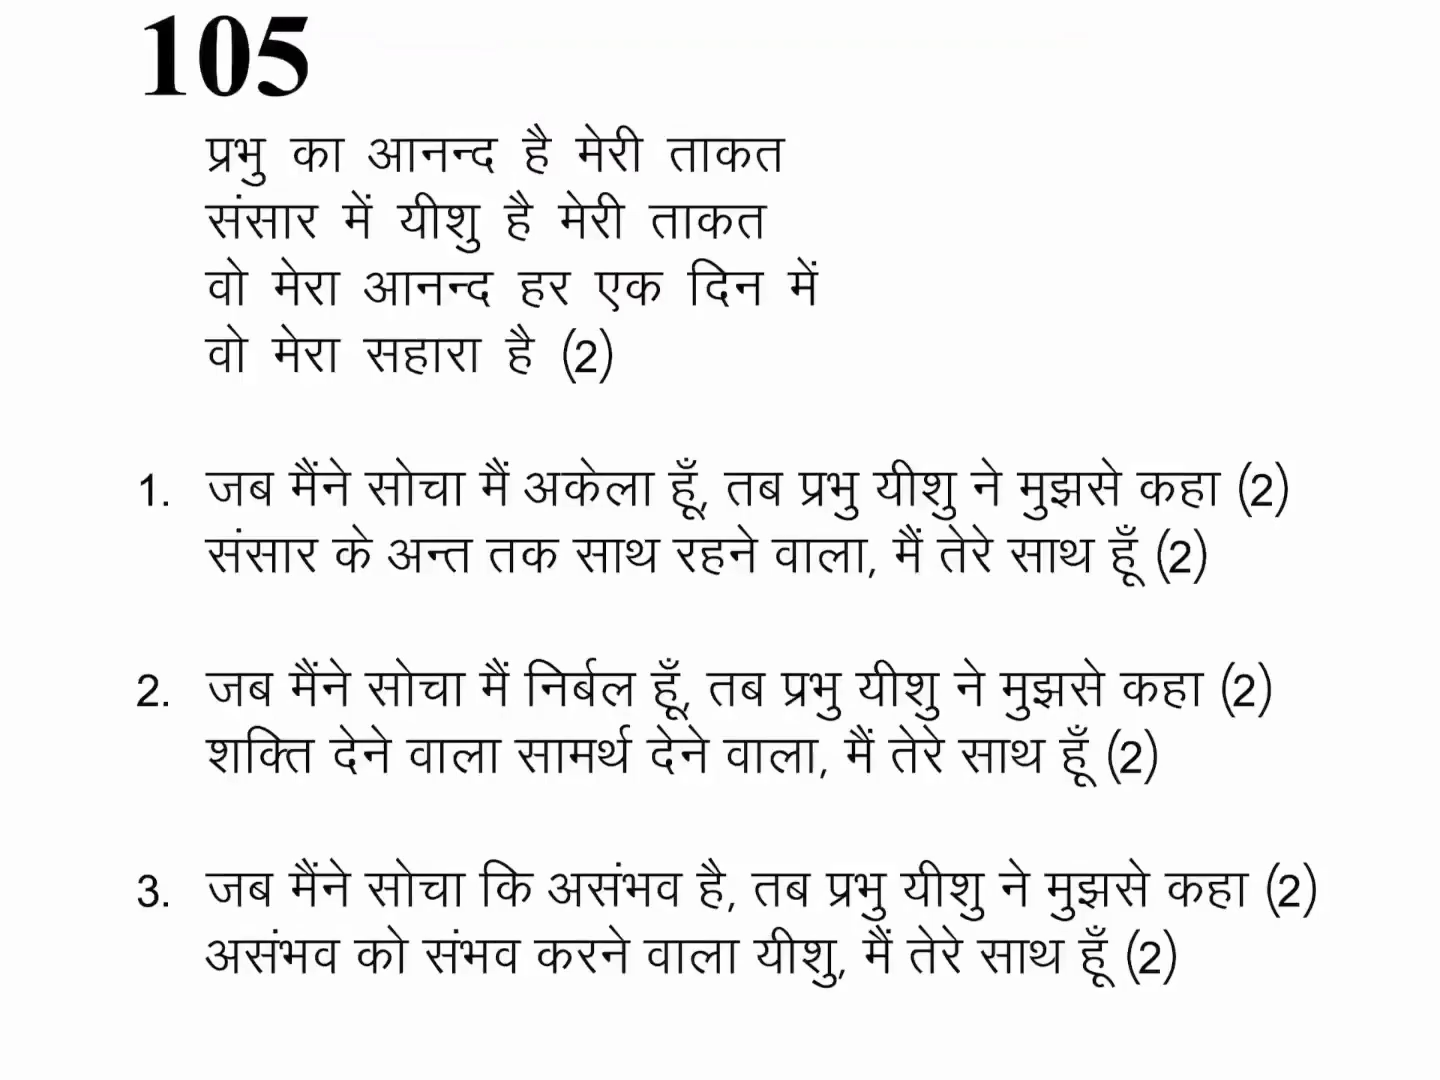 105
प्रभु का आनन्द है मेरी ताकत
संसार में यीशु है मेरी ताकत
वो मेरा आनन्द हर एक दिन में
वो मेरा सहारा है (2)
1. जब मैंने सोचा मैं अकेला हूँ, तब प्रभु यीशु ने मुझसे कहा (2)
संसार के अन्त तक साथ रहने वाला, मैं तेरे साथ हूँ (2)
2. जब मैंने सोचा मैं निर्बल हूँ, तब प्रभु यीशु ने मुझसे कहा (2)
शक्ति देने वाला सामर्थ देने वाला, मैं तेरे साथ हूँ (2)
3. जब मैंने सोचा कि असंभव है, तब प्रभु यीशु ने मुझसे कहा (2)
असंभव को संभव करने वाला यीशु, मैं तेरे साथ हूँ (2)